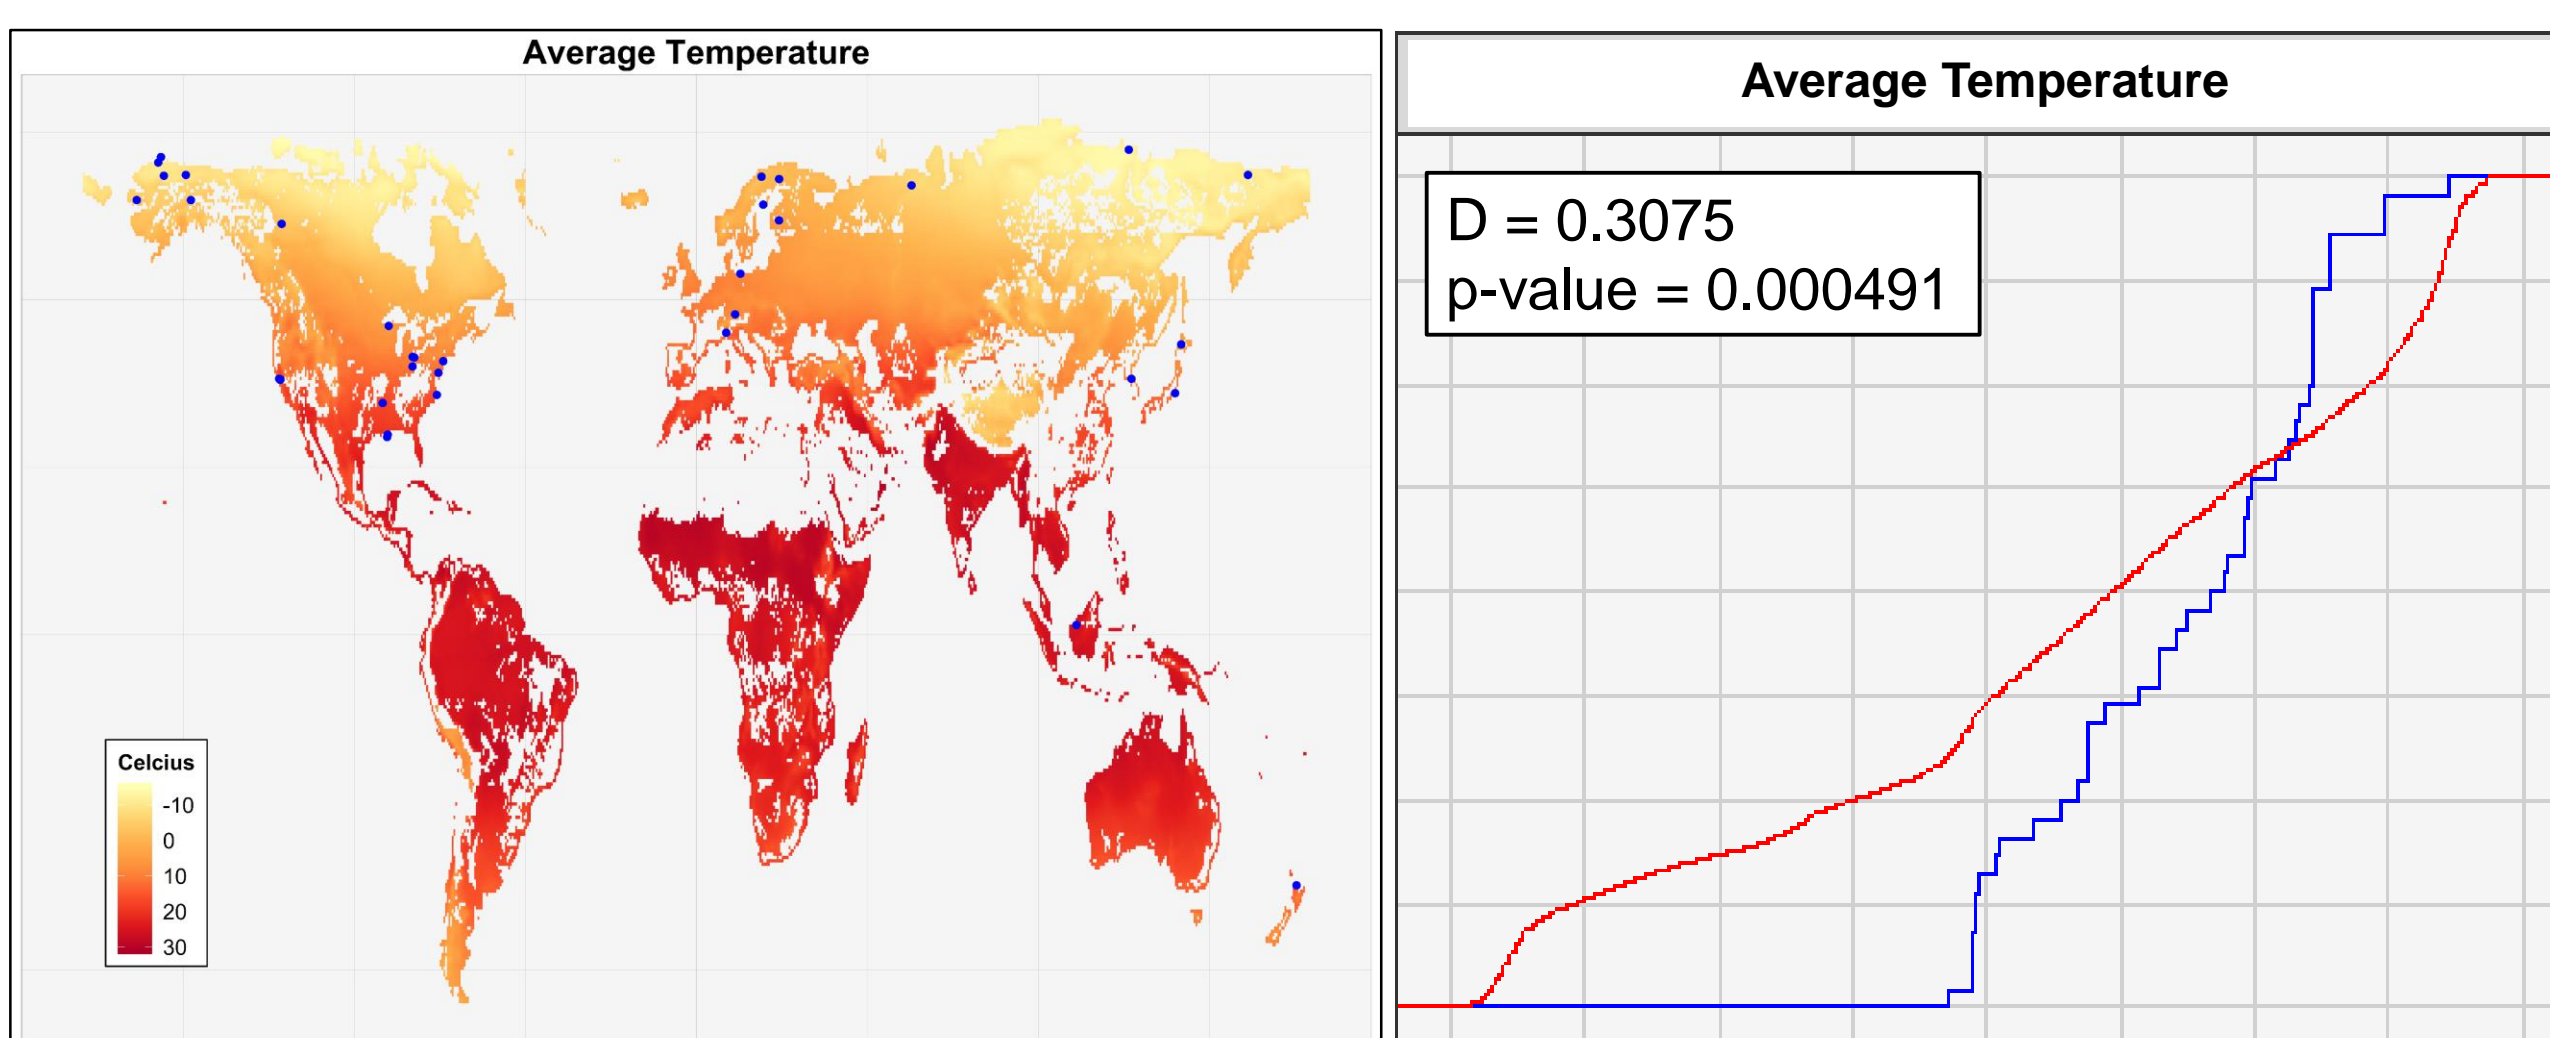 Average Temperature
Celcius
-10
0
10
20
30
Average Temperature
D = 0.3075
p-value = 0.000491